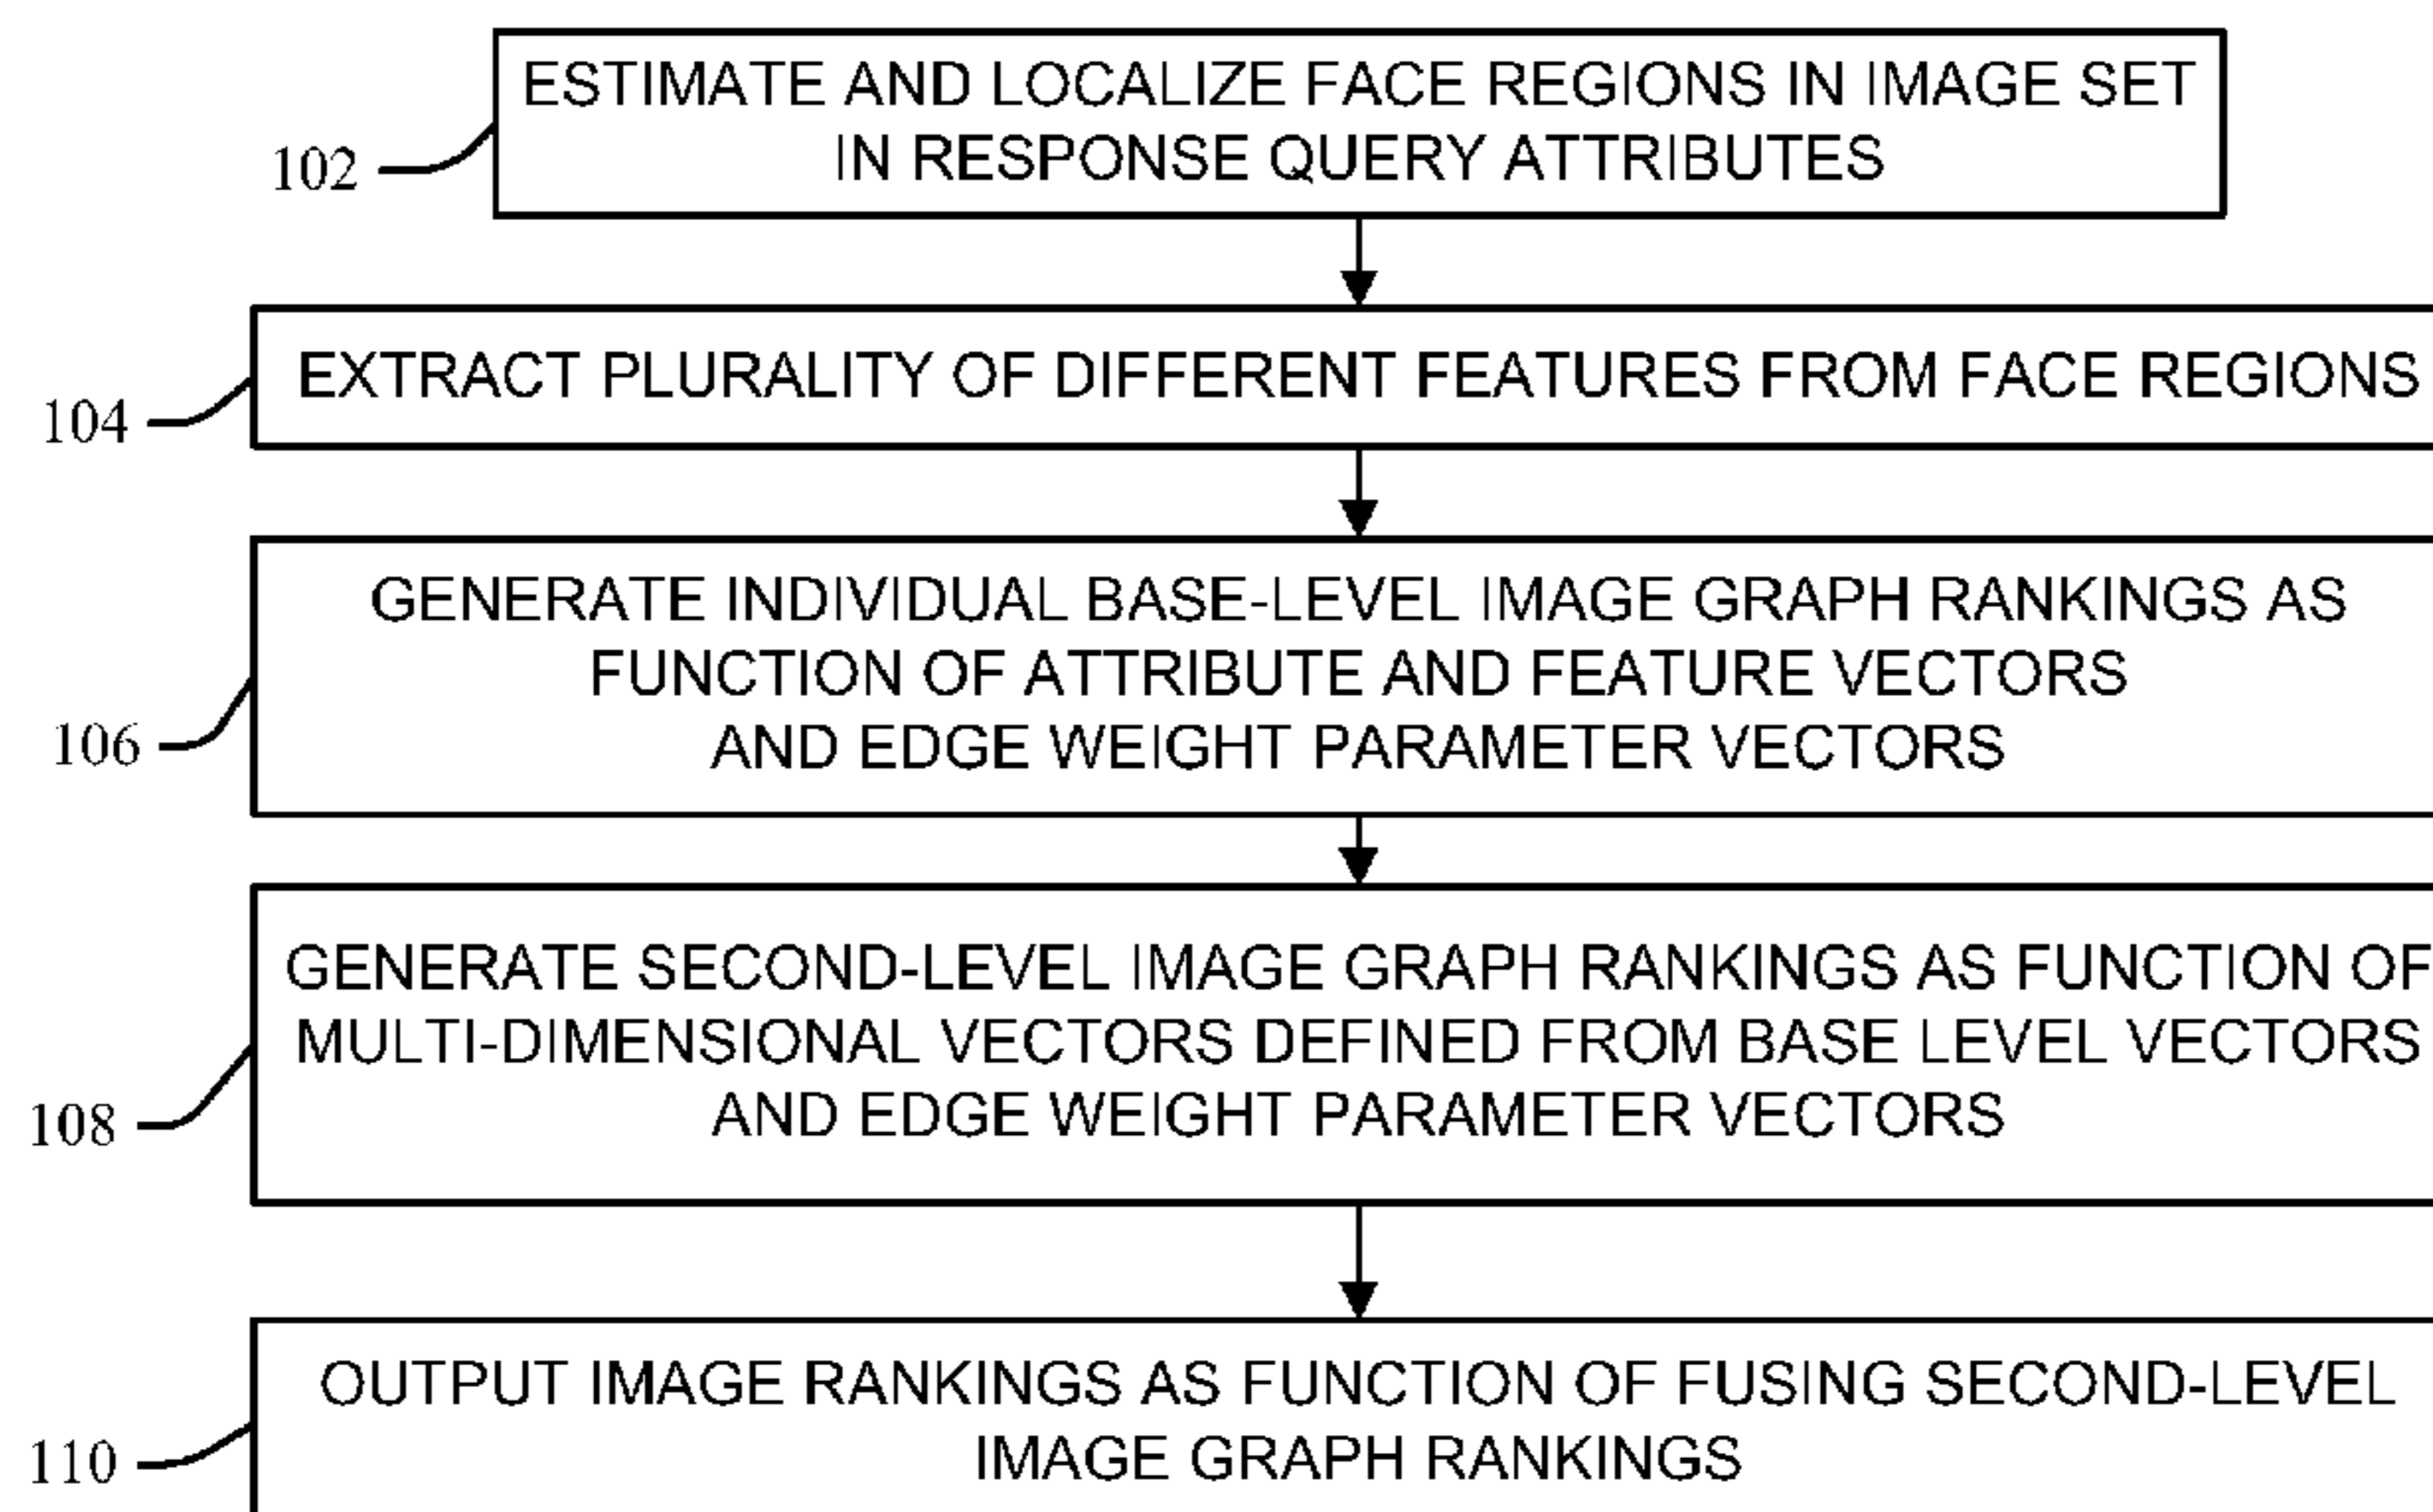 ESTIMATE AND LOCALIZE FACE REGIONS IN IMAGE SET
IN RESPONSE QUERY ATTRIBUTES
102
EXTRACT PLURALITY OF DIFFERENT FEATURES FROM FACE REGIONS
104
GENERATE INDIVIDUAL BASE-LEVEL IMAGE GRAPH RANKINGS AS
FUNCTION OF ATTRIBUTE AND FEATURE VECTORS
AND EDGE WEIGHT PARAMETER VECTORS
106
GENERATE SECOND-LEVEL IMAGE GRAPH RANKINGS AS FUNCTION OF
MULTI-DIMENSIONAL VECTORS DEFINED FROM BASE LEVEL VECTORS
AND EDGE WEIGHT PARAMETER VECTORS
108
OUTPUT IMAGE RANKINGS AS FUNCTION OF FUSING SECOND-LEVEL
IMAGE GRAPH RANKINGS
110